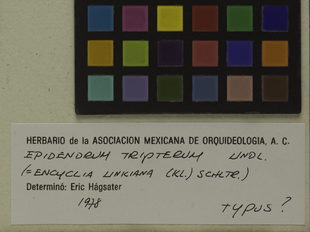 HERBARIO de la ASOCIACION MEXICANA DE ORQUIDEOLOGIA, A. C.
EPIDENDRUM TRIPTERUM LINDL.
(= ENCYCLIA LINKIANA (KL.) SCHLTR.)
Determinó: Eric Hágsater
1978
TYPUS?